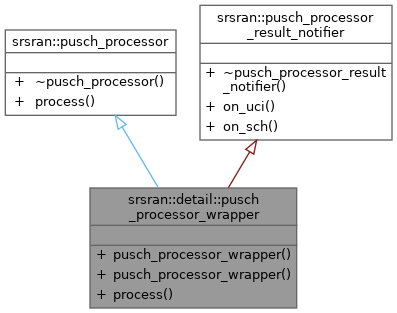 srsran::pusch_processor
+ ~pusch_processor()
+ process()
srsran::pusch_processor
_result_notifier
+ ~pusch_processor_result
_notifier()
+ on_uci()
+ on_sch()
srsran::detail::pusch
_processor_wrapper
+ pusch_processor_wrapper()
+ pusch_processor_wrapper()
+ process()